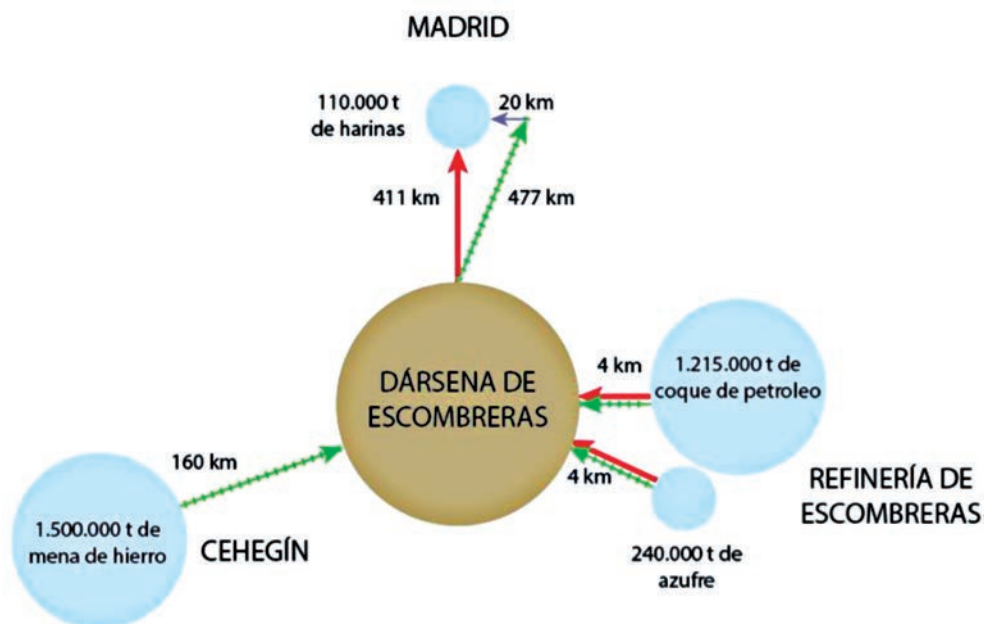 MADRID
110.000 t
de harinas
20 km
411 km
477 km
DÁRSENA DE
ESCOMBRERAS
4 km
1.215.000 t de
coque de petroleo
160 km
4 km
REFINERÍA DE
ESCOMBRERAS
1.500.000 t de
mena de hierro
CEHEGÍN
240.000 t de
azufre